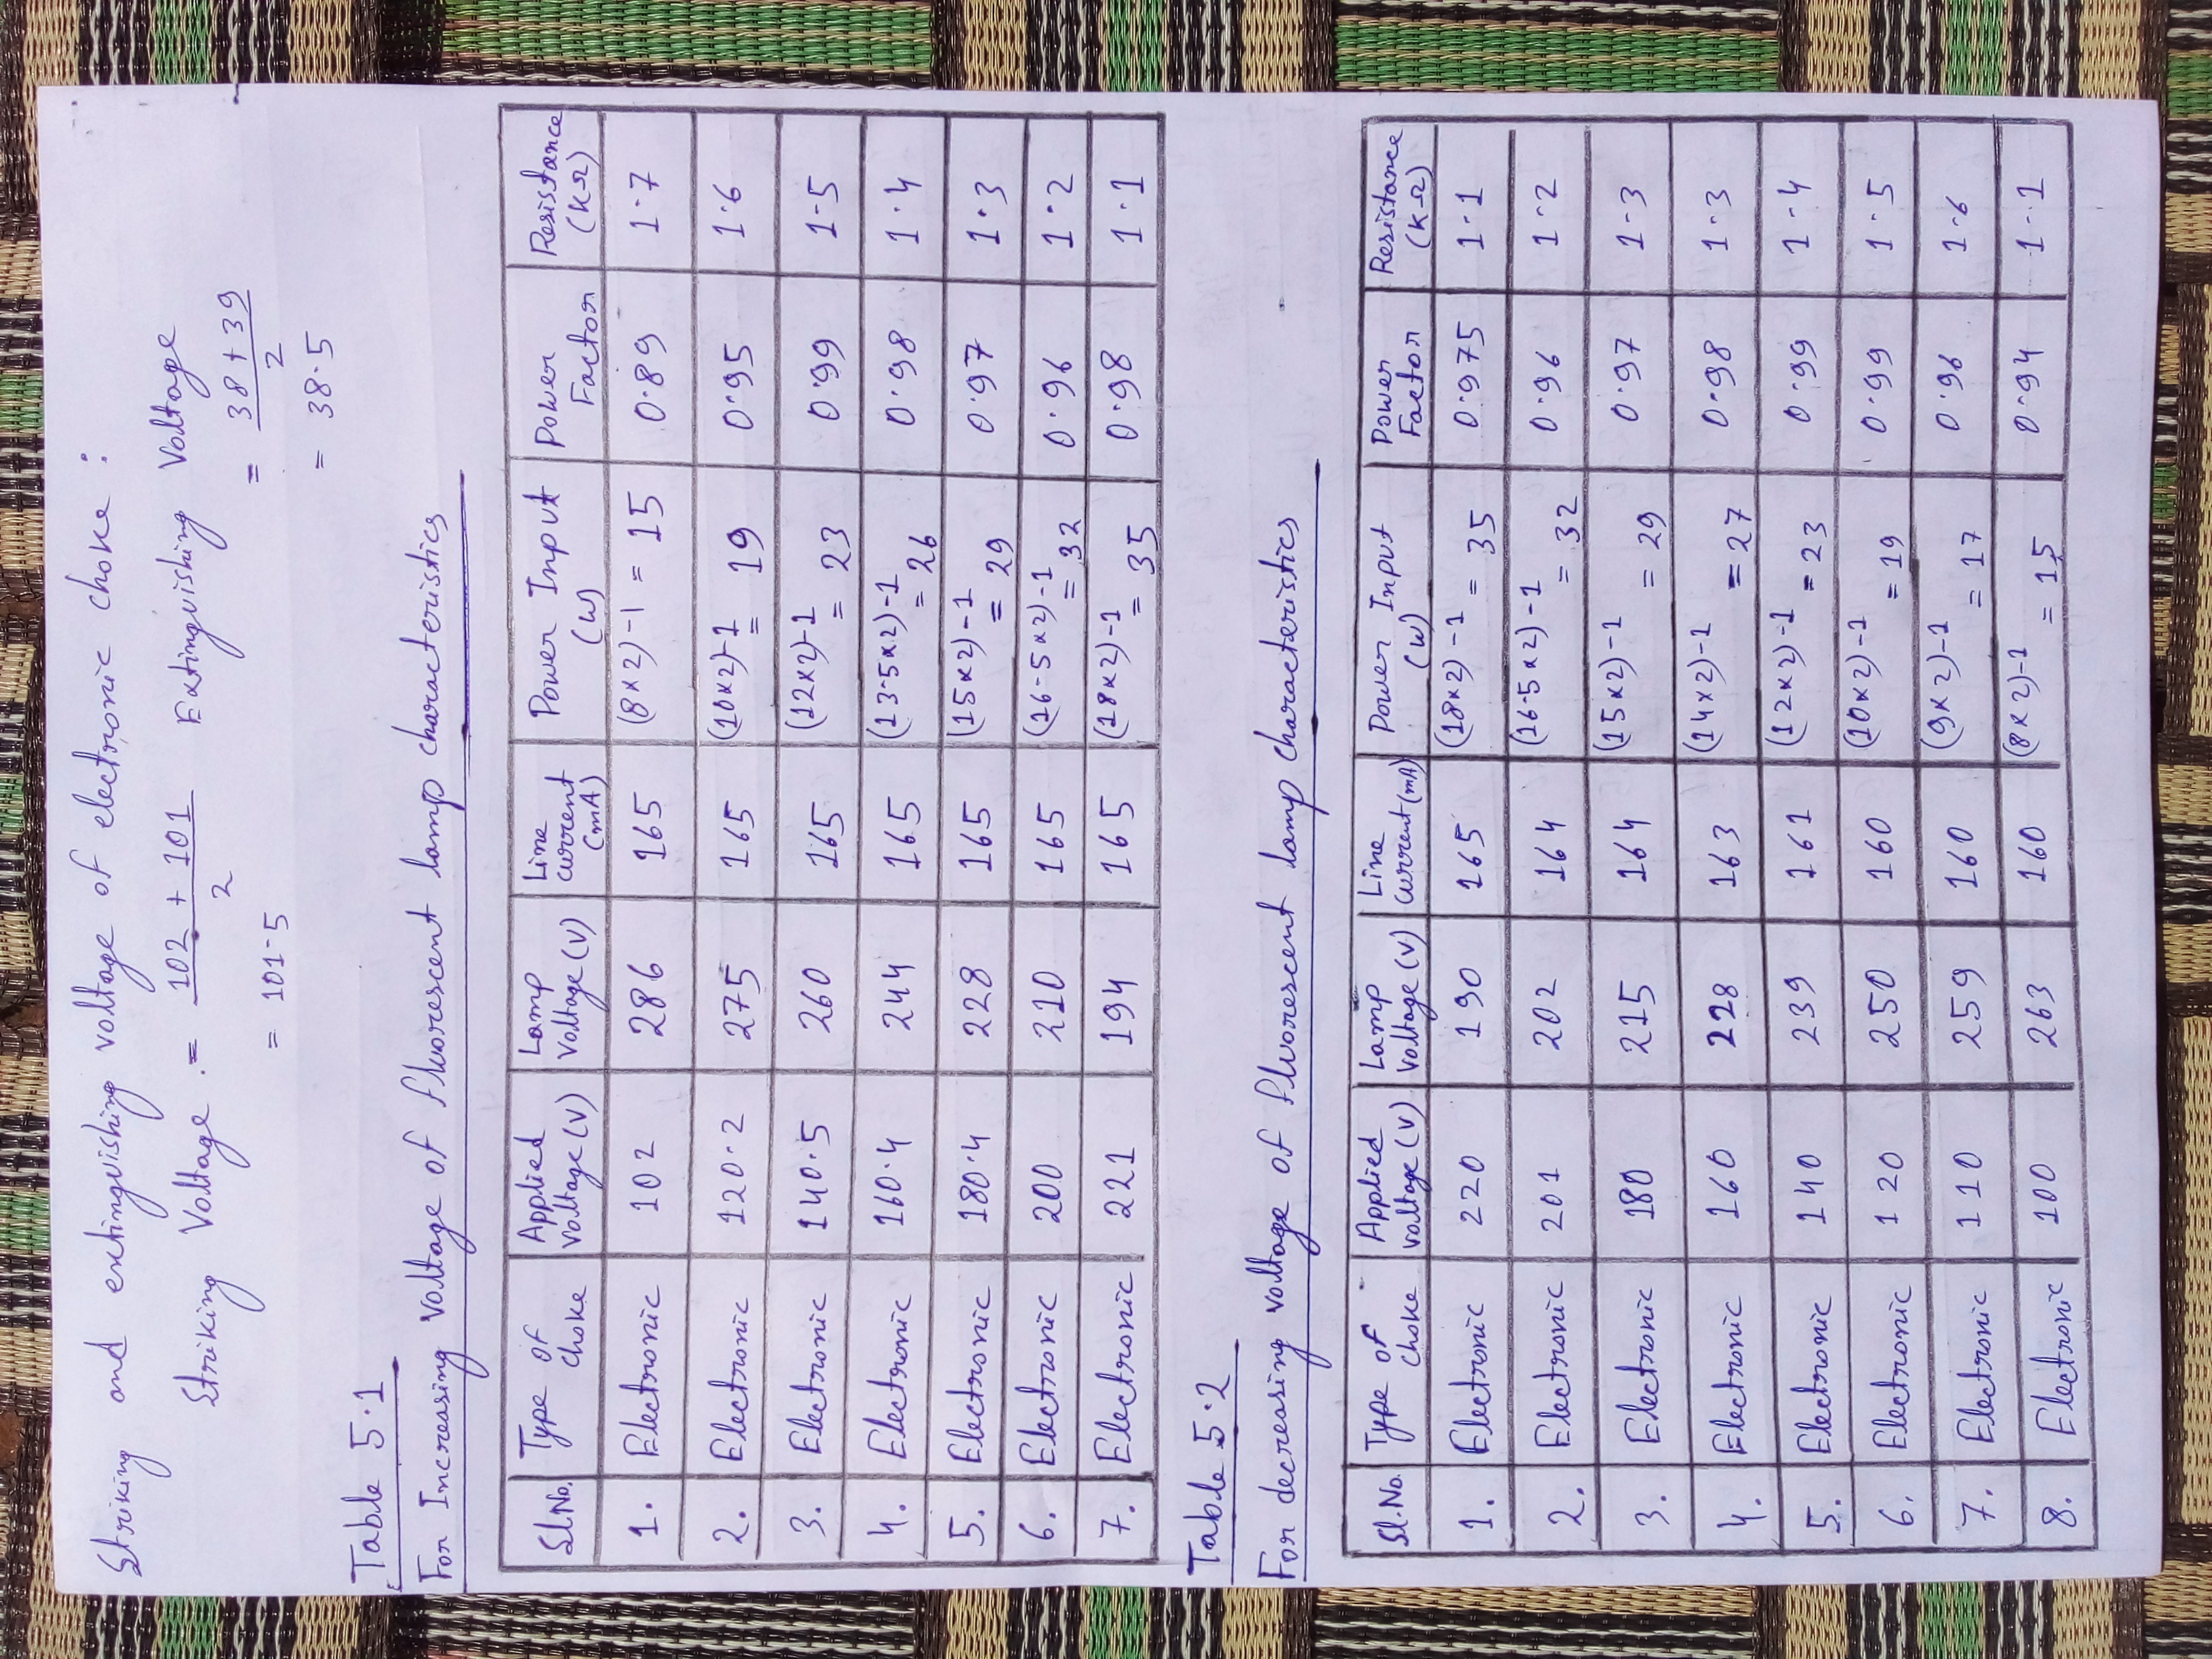 Striking and extinguishing voltage of electronic choke :
Striking Voltage = (102 + 101)/2 Extinguishing Voltage
= (38 + 39)/2
= 101.5
= 38.5
Table 5.1
For Increasing voltage of fluorescent lamp characteristics
Sl.No. Type of choke Applied voltage (V) Lamp voltage (V) Line current (mA) Power Input (W) Power Factor Resistance (KΩ)
1. Electronic 102 286 165 (8×2)-1 = 15 0.89 1.7
2. Electronic 120.2 275 165 (10×2)-1 = 19 0.95 1.6
3. Electronic 140.5 260 165 (12×2)-1 = 23 0.99 1.5
4. Electronic 160.4 244 165 (13.5×2)-1 = 26 0.98 1.4
5. Electronic 180.4 228 165 (15×2)-1 = 29 0.97 1.3
6. Electronic 200 210 165 (16.5×2)-1 = 32 0.96 1.2
7. Electronic 221 194 165 (18×2)-1 = 35 0.98 1.1
Table 5.2
For decreasing voltage of fluorescent lamp characteristics
Sl.No. Type of choke Applied voltage (V) Lamp voltage (V) Line current (mA) Power Input (W) Power Factor Resistance (KΩ)
1. Electronic 220 190 165 (18×2)-1 = 35 0.975 1.1
2. Electronic 201 202 164 (16.5×2)-1 = 32 0.96 1.2
3. Electronic 180 215 164 (15×2)-1 = 29 0.97 1.3
4. Electronic 160 228 163 (14×2)-1 = 27 0.98 1.3
5. Electronic 140 239 161 (12×2)-1 = 23 0.99 1.4
6. Electronic 120 250 160 (10×2)-1 = 19 0.99 1.5
7. Electronic 110 259 160 (9×2)-1 = 17 0.96 1.6
8. Electronic 100 263 160 (8×2)-1 = 15 0.94 1.1